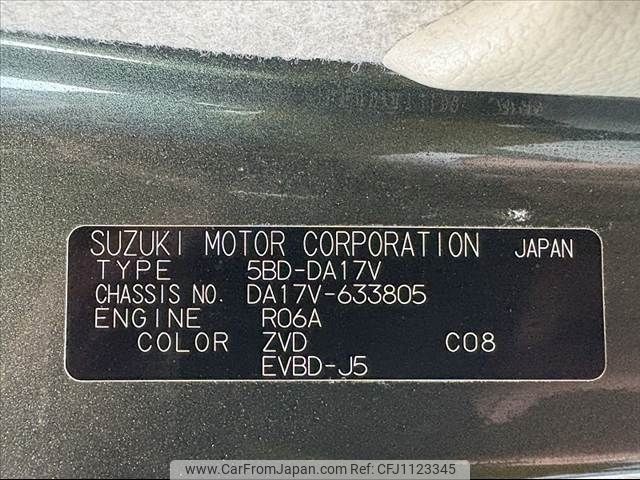 SUZUKI MOTOR CORPORATION JAPAN
TYPE 5BD-DA17V
CHASSIS NO. DA17V-633805
ENGINE R06A
COLOR ZVD C08
EVBD-J5
www.CarFromJapan.com - CFJ1123345